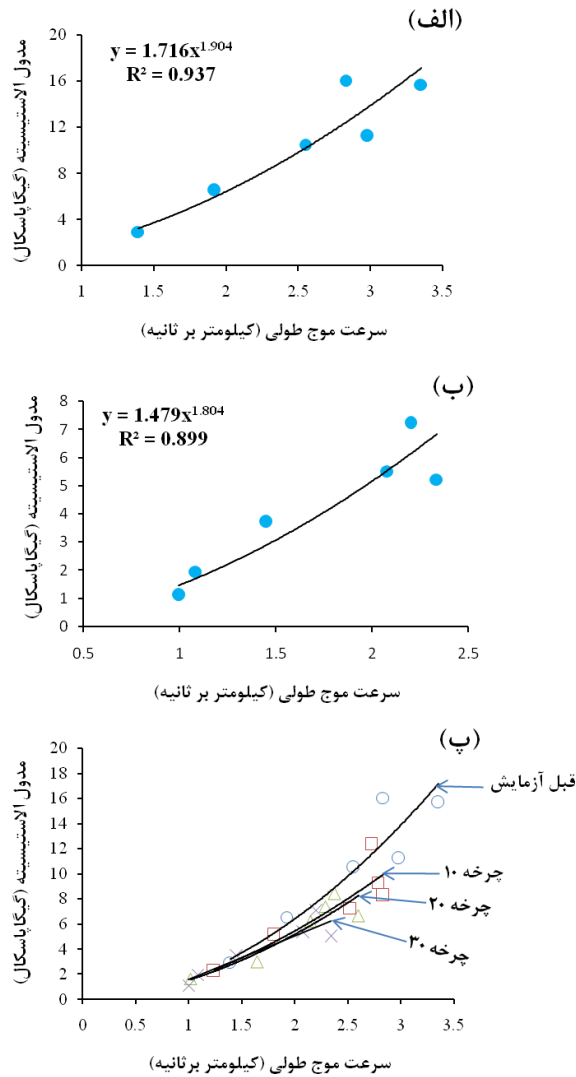 (الف)
y = 1.716x^1.904
R² = 0.937
مدول الاستیسیته (گیگاپاسکال)
20
16
12
8
4
0
1 1.5 2 2.5 3 3.5
سرعت موج طولی (کیلومتر بر ثانیه)
(ب)
y = 1.479x^1.804
R² = 0.899
مدول الاستیسیته (گیگاپاسکال)
8
7
6
5
4
3
2
1
0
0.5 1 1.5 2 2.5
سرعت موج طولی (کیلومتر بر ثانیه)
(پ)
مدول الاستیسیته (گیگاپاسکال)
20
18
16
14
12
10
8
6
4
2
0
قبل آزمایش
چرخه ۱۰
چرخه ۲۰
چرخه ۳۰
0 0.5 1 1.5 2 2.5 3 3.5
سرعت موج طولی (کیلومتر برثانیه)